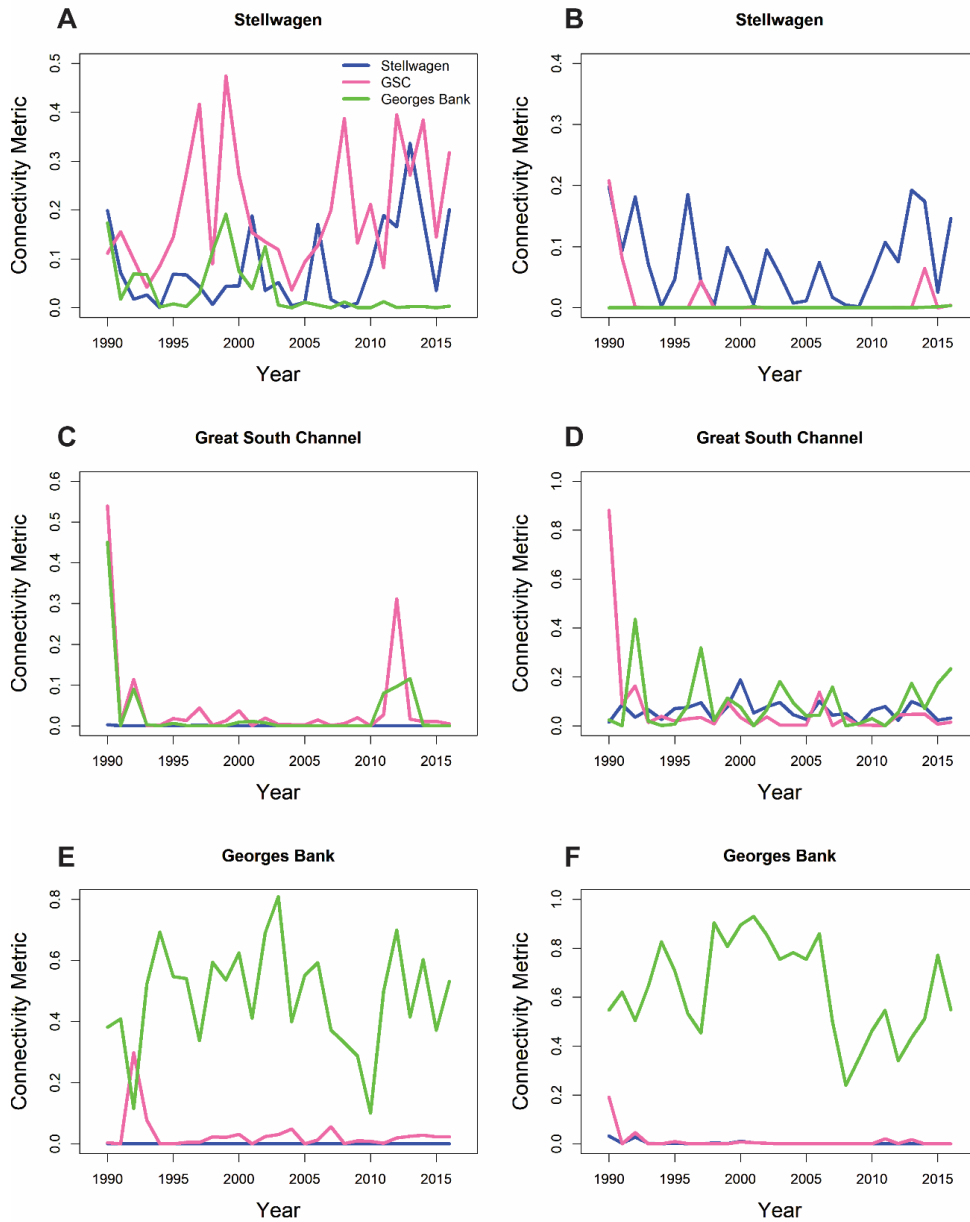 A
Stellwagen
Connectivity Metric
0.0 0.1 0.2 0.3 0.4 0.5
Stellwagen
GSC
Georges Bank
1990 1995 2000 2005 2010 2015
Year
B
Stellwagen
Connectivity Metric
0.0 0.1 0.2 0.3 0.4
1990 1995 2000 2005 2010 2015
Year
C
Great South Channel
Connectivity Metric
0.0 0.1 0.2 0.3 0.4 0.5 0.6
1990 1995 2000 2005 2010 2015
Year
D
Great South Channel
Connectivity Metric
0.0 0.2 0.4 0.6 0.8 1.0
1990 1995 2000 2005 2010 2015
Year
E
Georges Bank
Connectivity Metric
0.0 0.2 0.4 0.6 0.8
1990 1995 2000 2005 2010 2015
Year
F
Georges Bank
Connectivity Metric
0.0 0.2 0.4 0.6 0.8 1.0
1990 1995 2000 2005 2010 2015
Year